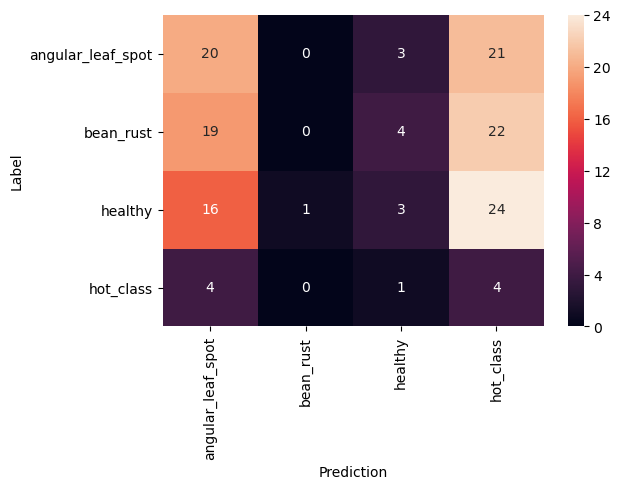 angular_leaf_spot 20 0 3 21
bean_rust 19 0 4 22
healthy 16 1 3 24
hot_class 4 0 1 4
Label
angular_leaf_spot
bean_rust
healthy
hot_class
Prediction
24
20
16
12
8
4
0